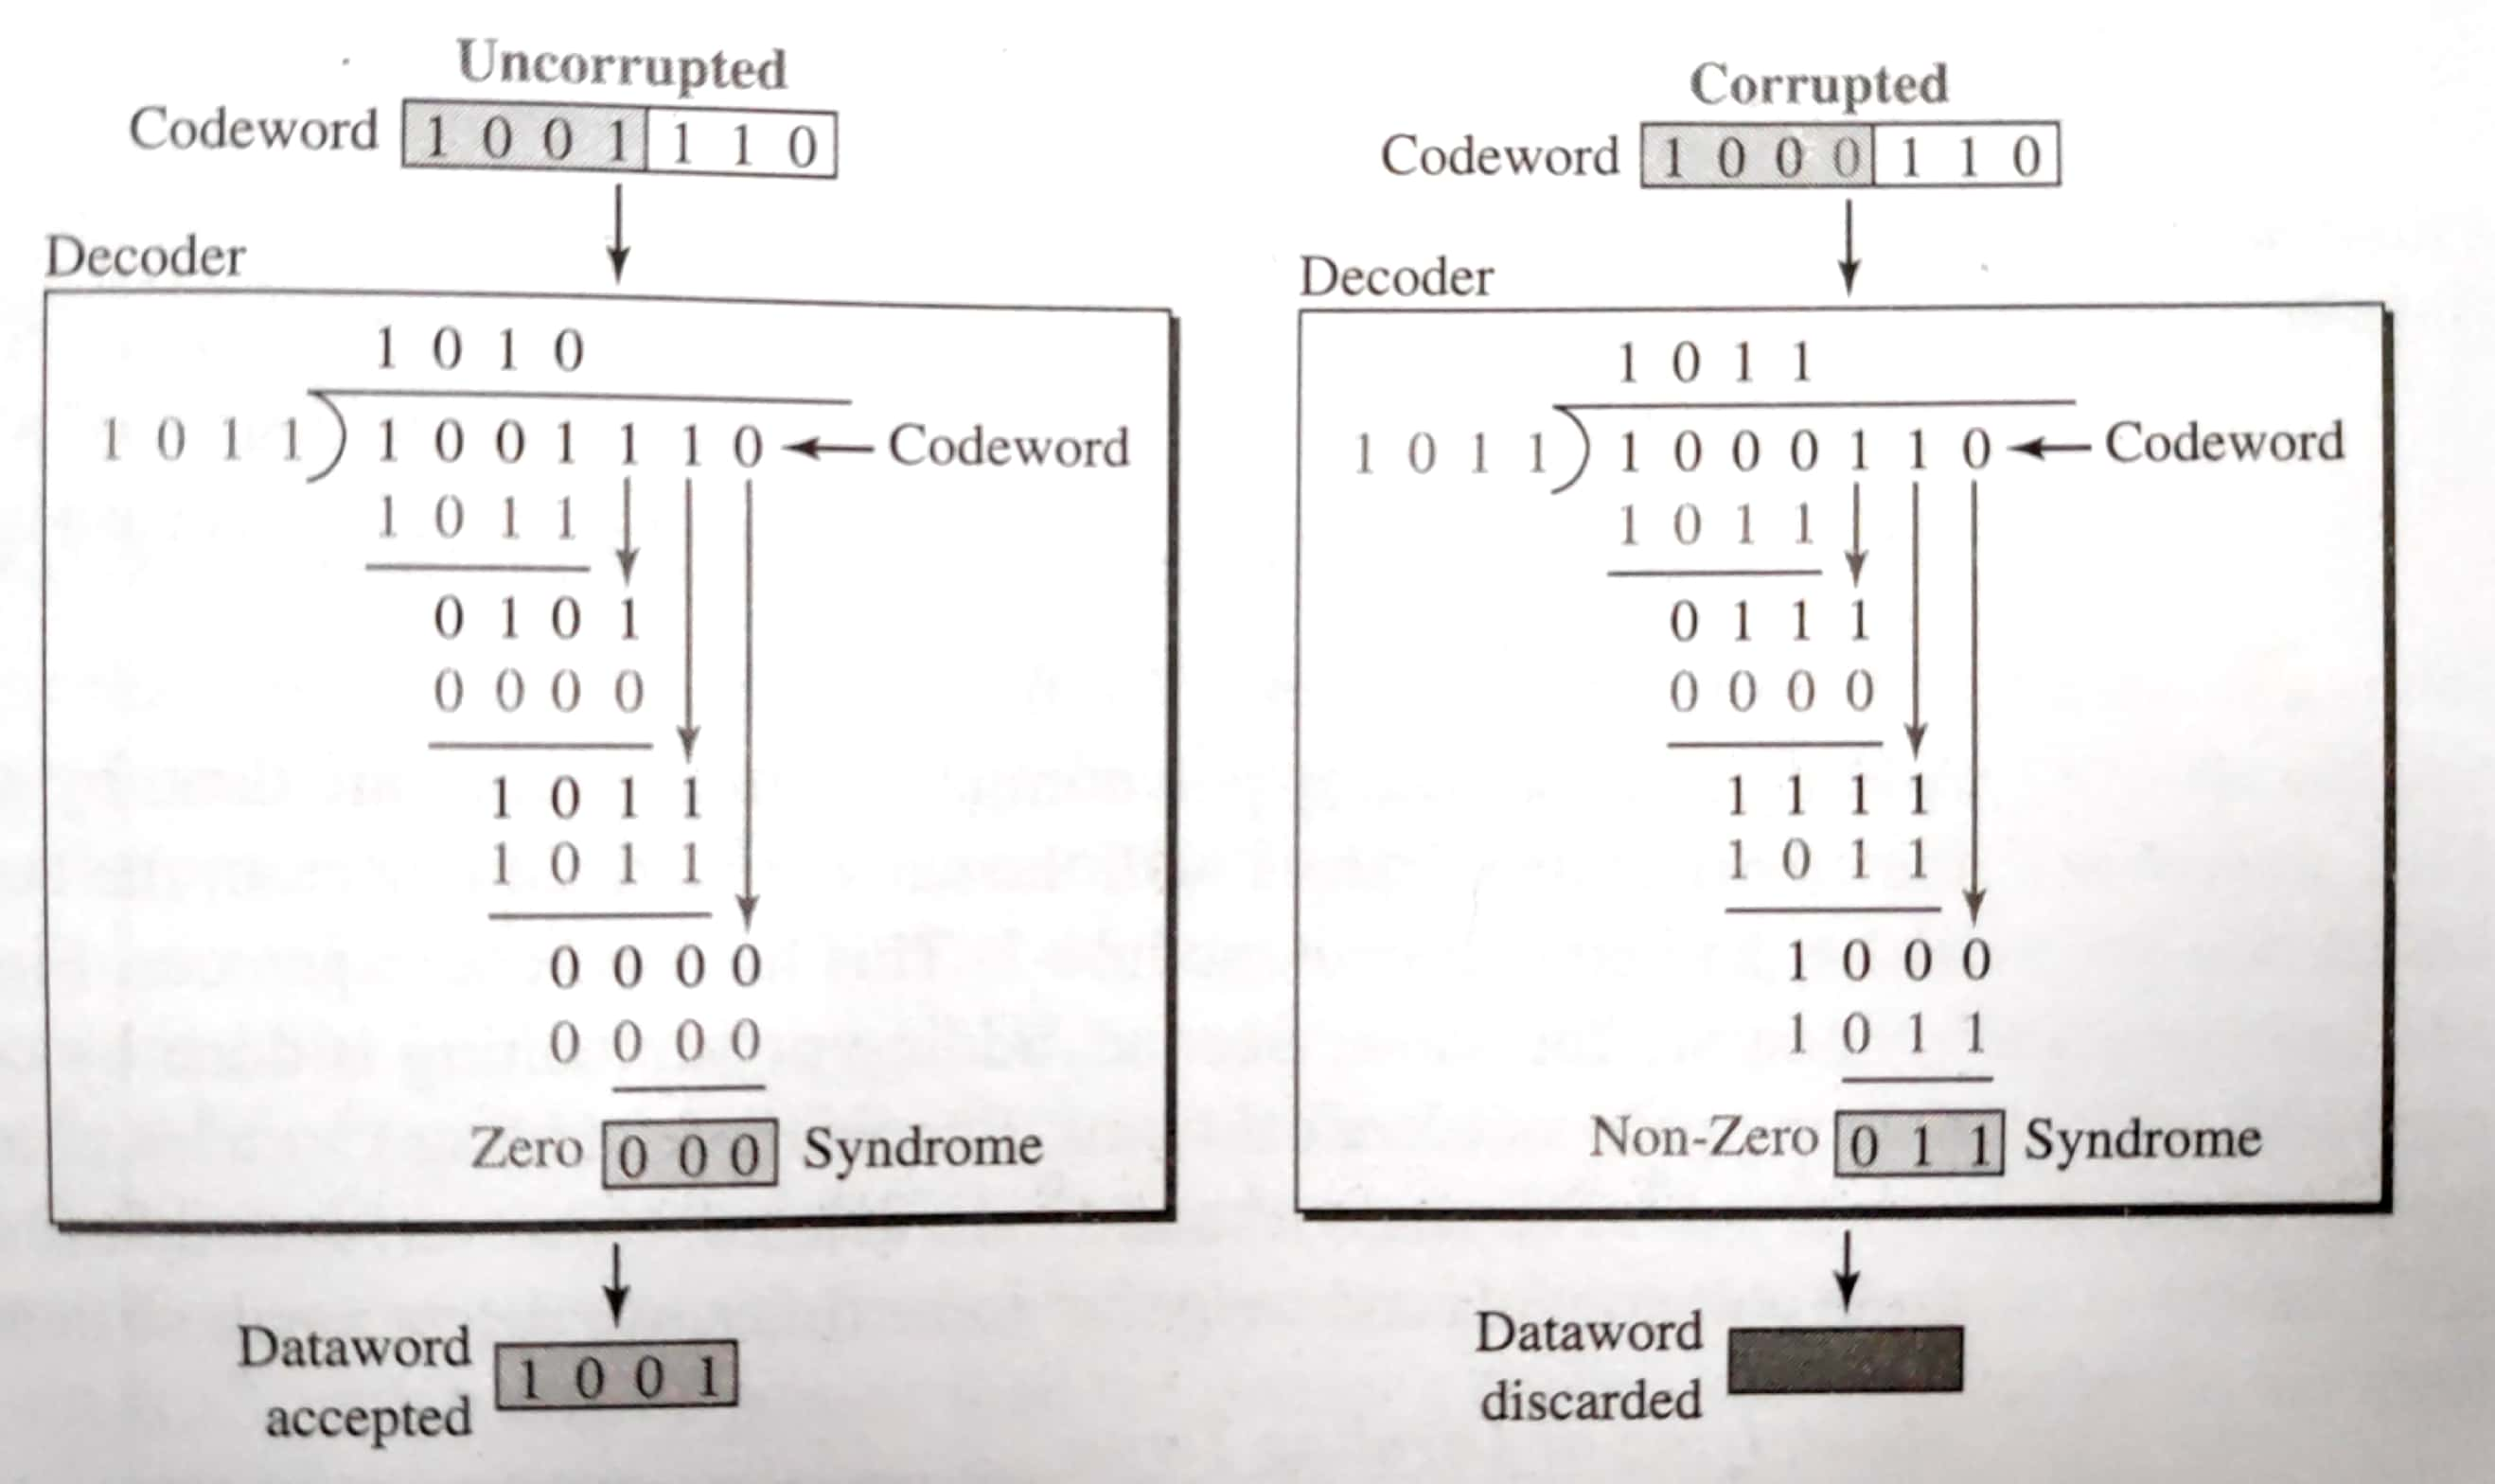 Uncorrupted
Codeword 1 0 0 1 1 1 0
Decoder
1 0 1 0
1 0 1 1 ) 1 0 0 1 1 1 0 ← Codeword
1 0 1 1
0 1 0 1
0 0 0 0
1 0 1 1
1 0 1 1
0 0 0 0
0 0 0 0
Zero 0 0 0 Syndrome
Dataword 1 0 0 1
accepted
Corrupted
Codeword 1 0 0 0 1 1 0
Decoder
1 0 1 1
1 0 1 1 ) 1 0 0 0 1 1 0 ← Codeword
1 0 1 1
0 1 1 1
0 0 0 0
1 1 1 1
1 0 1 1
1 0 0 0
1 0 1 1
Non-Zero 0 1 1 Syndrome
Dataword
discarded